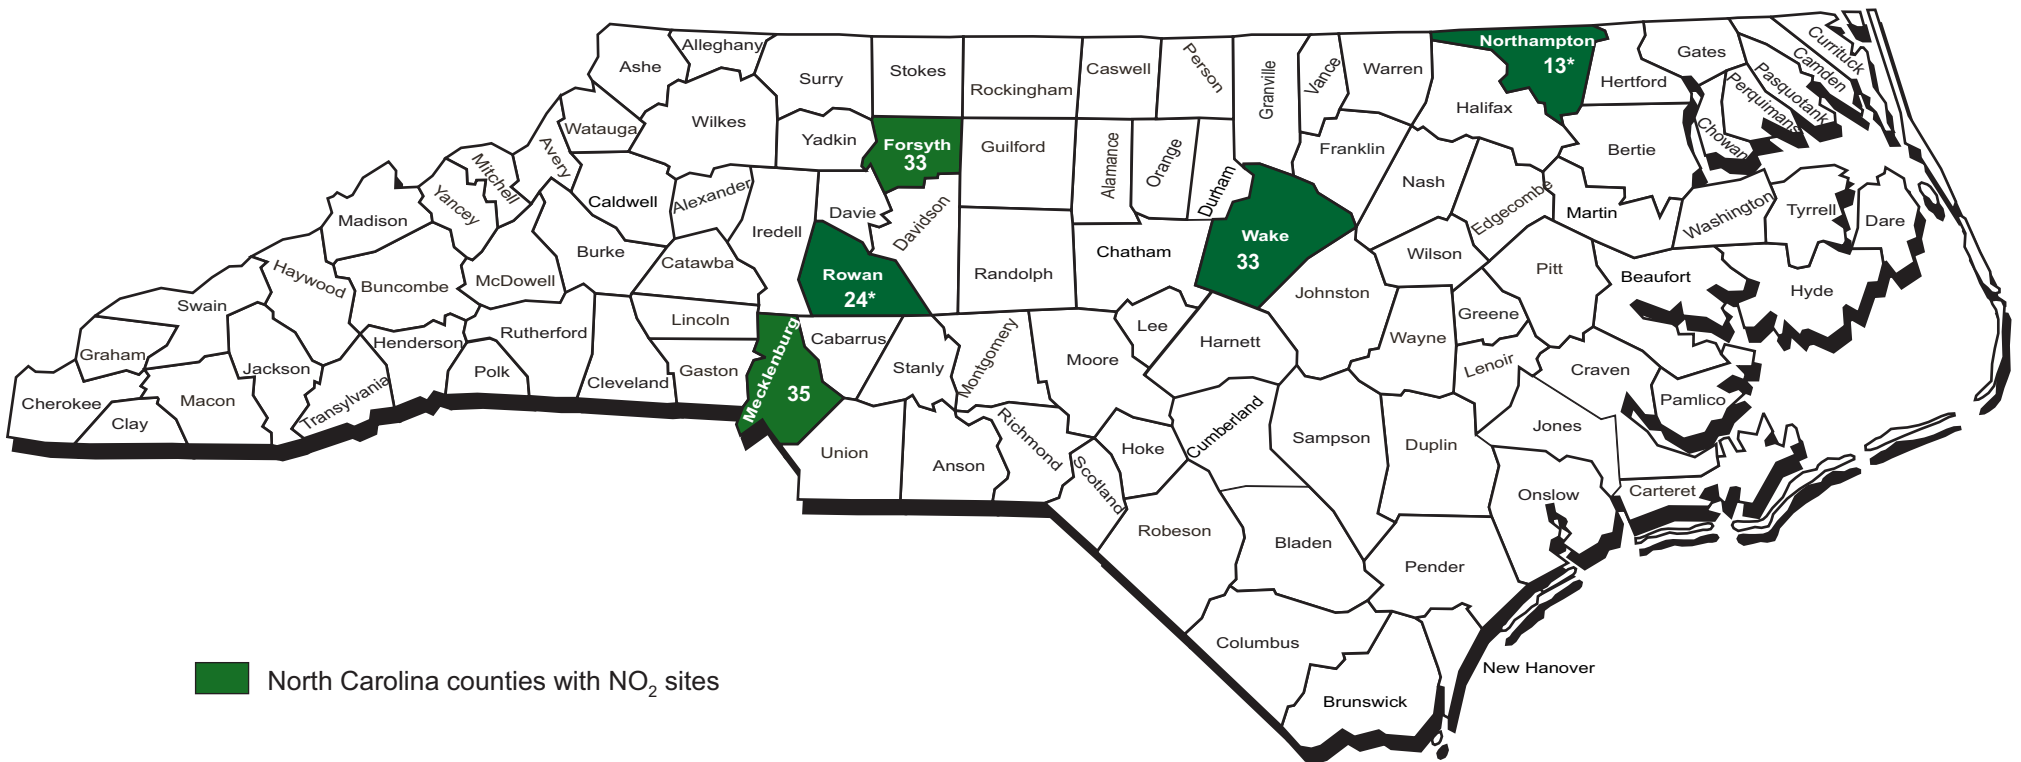 Alleghany
Ashe
Surry
Stokes
Rockingham
Caswell
Person
Granville
Vance
Warren
Northampton
13*
Hertford
Gates
Currituck
Camden
Pasquotank
Perquimans
Chowan
Halifax
Watauga
Wilkes
Yadkin
Forsyth
33
Guilford
Alamance
Orange
Durham
Franklin
Nash
Edgecombe
Bertie
Martin
Washington
Tyrrell
Dare
Mitchell
Avery
Yancey
Madison
Caldwell
Alexander
Iredell
Davie
Davidson
Randolph
Chatham
Wake
33
Wilson
Pitt
Beaufort
Hyde
Haywood
Buncombe
McDowell
Burke
Catawba
Rowan
24*
Johnston
Greene
Swain
Lincoln
Rutherford
Henderson
Graham
Jackson
Polk
Cleveland
Gaston
Mecklenburg
35
Cabarrus
Stanly
Montgomery
Moore
Lee
Harnett
Wayne
Lenoir
Craven
Pamlico
Cherokee
Clay
Macon
Transylvania
Union
Anson
Richmond
Scotland
Hoke
Cumberland
Sampson
Duplin
Jones
Carteret
Onslow
Robeson
Bladen
Pender
Columbus
New Hanover
Brunswick
North Carolina counties with NO2 sites